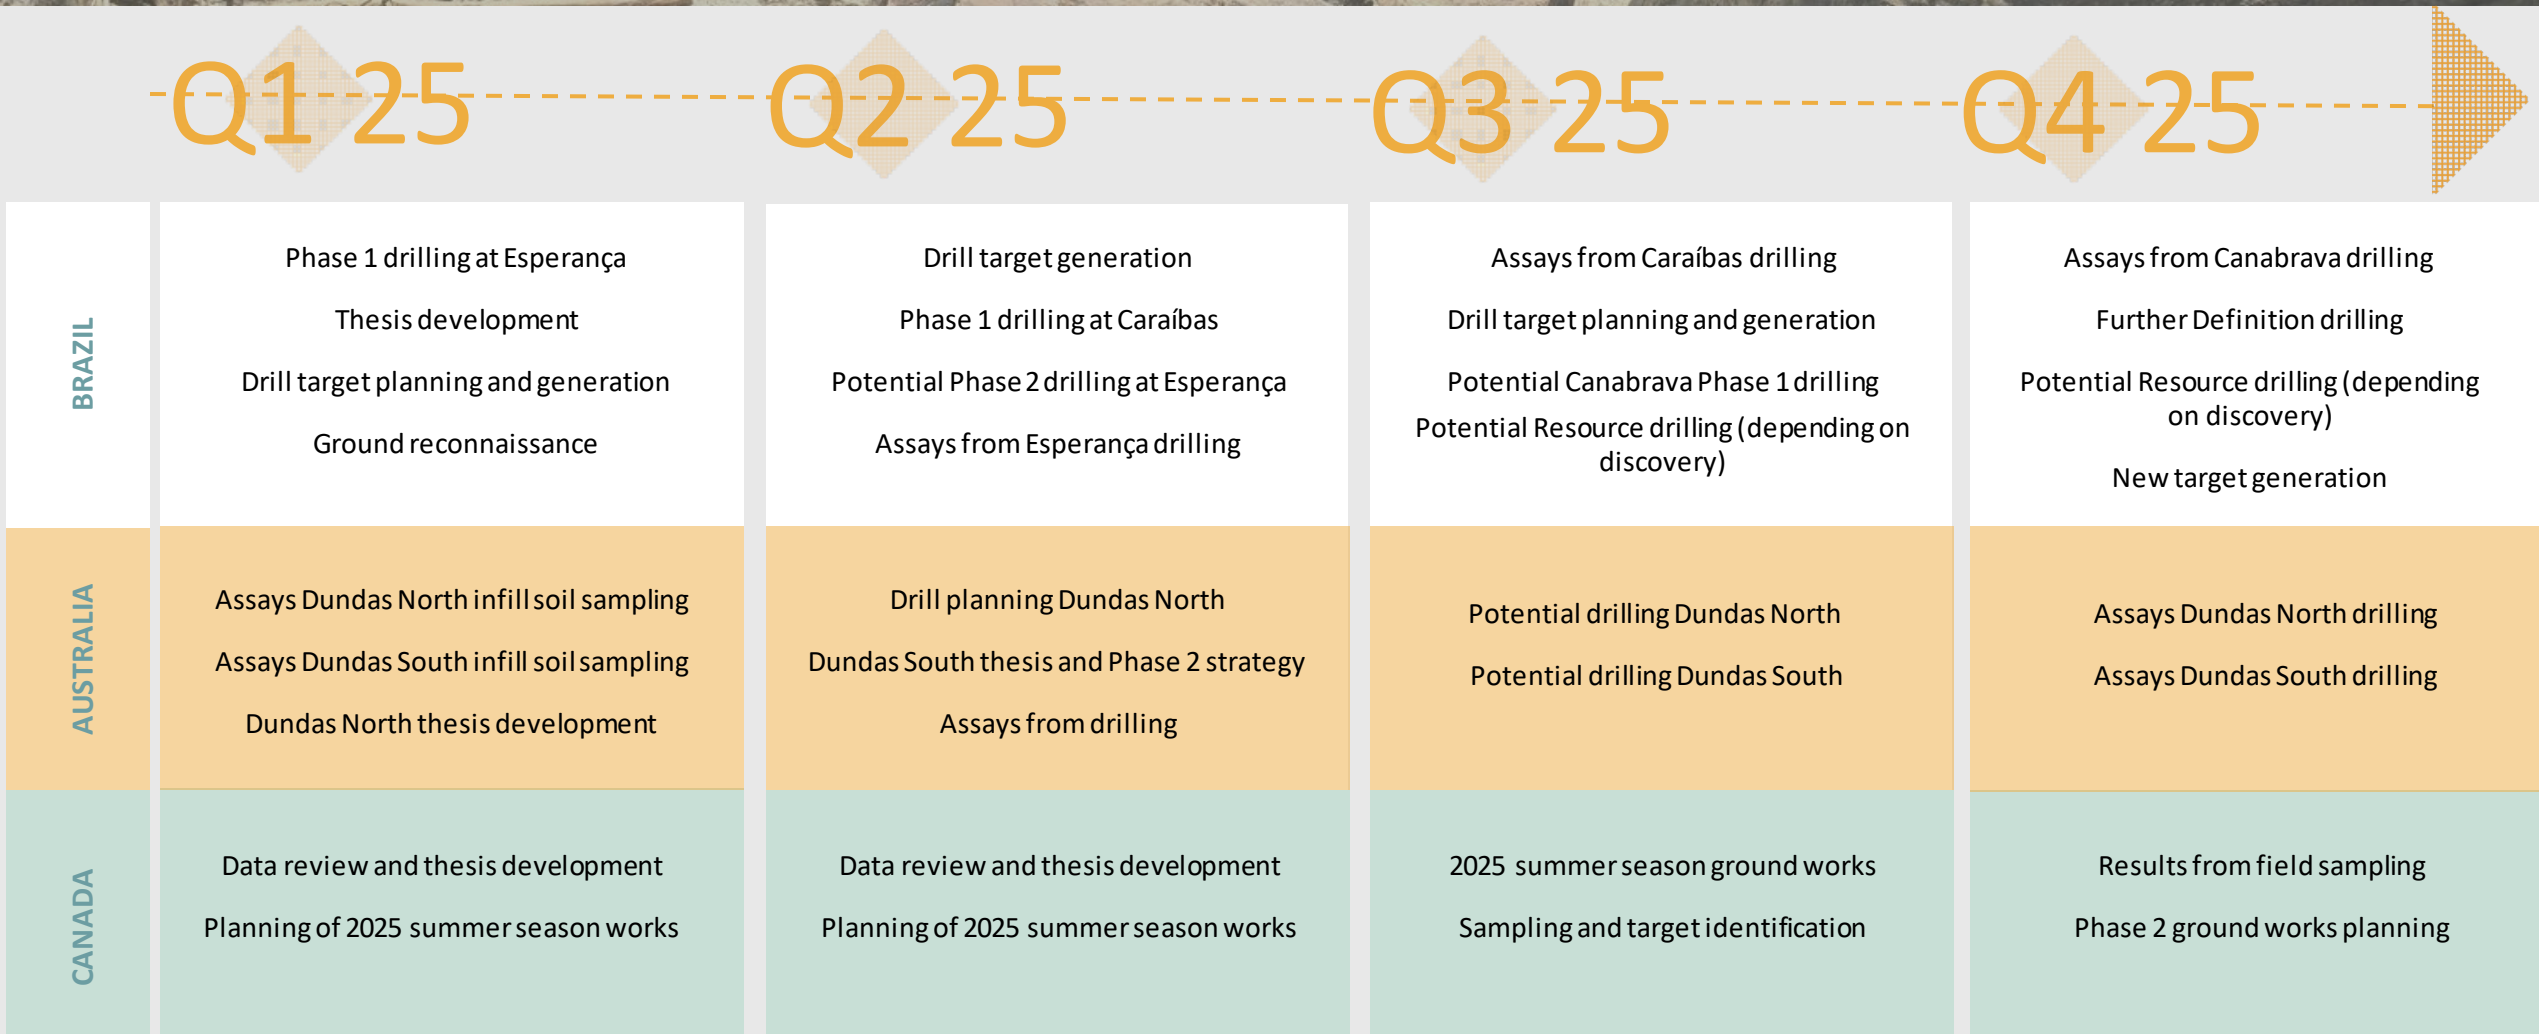 Q1 25
Q2 25
Q3 25
Q4 25
BRAZIL
Phase 1 drilling at Esperança
Thesis development
Drill target planning and generation
Ground reconnaissance
Drill target generation
Phase 1 drilling at Caraíbas
Potential Phase 2 drilling at Esperança
Assays from Esperança drilling
Assays from Caraíbas drilling
Drill target planning and generation
Potential Canabrava Phase 1 drilling
Potential Resource drilling (depending on
discovery)
Assays from Canabrava drilling
Further Definition drilling
Potential Resource drilling (depending
on discovery)
New target generation
AUSTRALIA
Assays Dundas North infill soil sampling
Assays Dundas South infill soil sampling
Dundas North thesis development
Drill planning Dundas North
Dundas South thesis and Phase 2 strategy
Assays from drilling
Potential drilling Dundas North
Potential drilling Dundas South
Assays Dundas North drilling
Assays Dundas South drilling
CANADA
Data review and thesis development
Planning of 2025 summer season works
Data review and thesis development
Planning of 2025 summer season works
2025 summer season ground works
Sampling and target identification
Results from field sampling
Phase 2 ground works planning